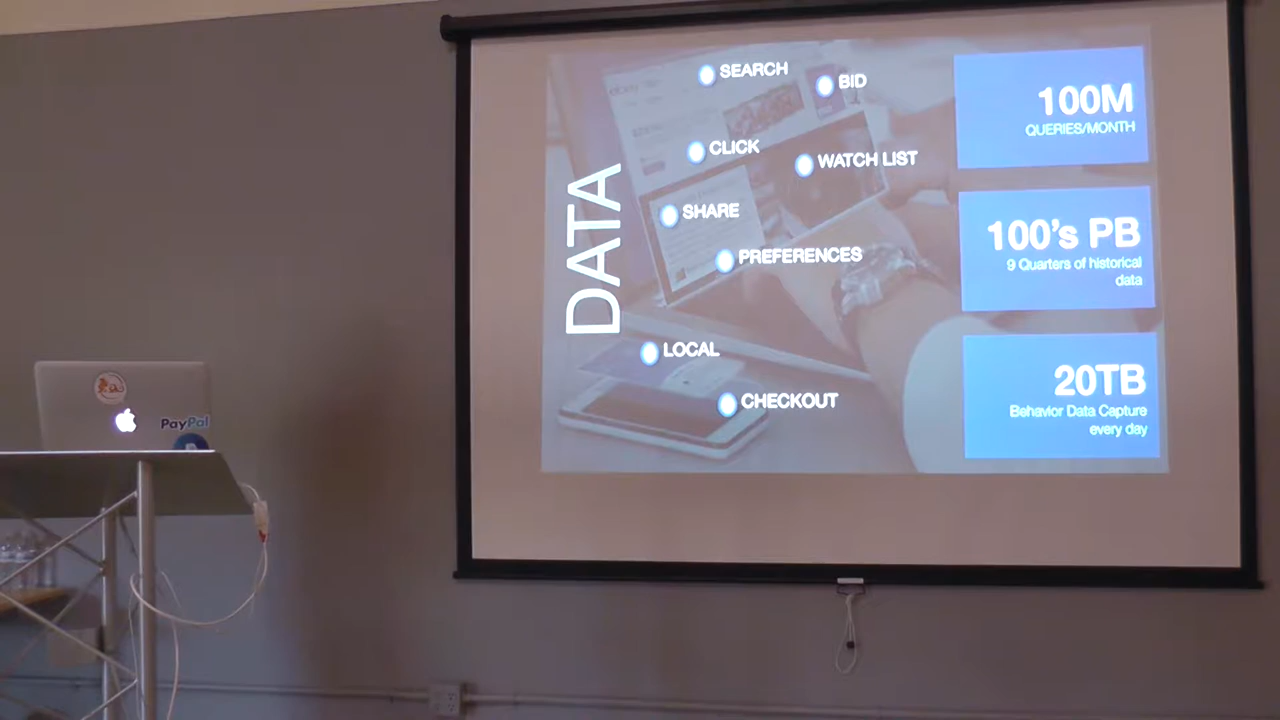 DATA
SEARCH
BID
CLICK
WATCH LIST
SHARE
PREFERENCES
LOCAL
CHECKOUT
100M
QUERIES/MONTH
100's PB
9 Quarters of historical
data
20TB
Behavior Data Capture
every day
PayPal